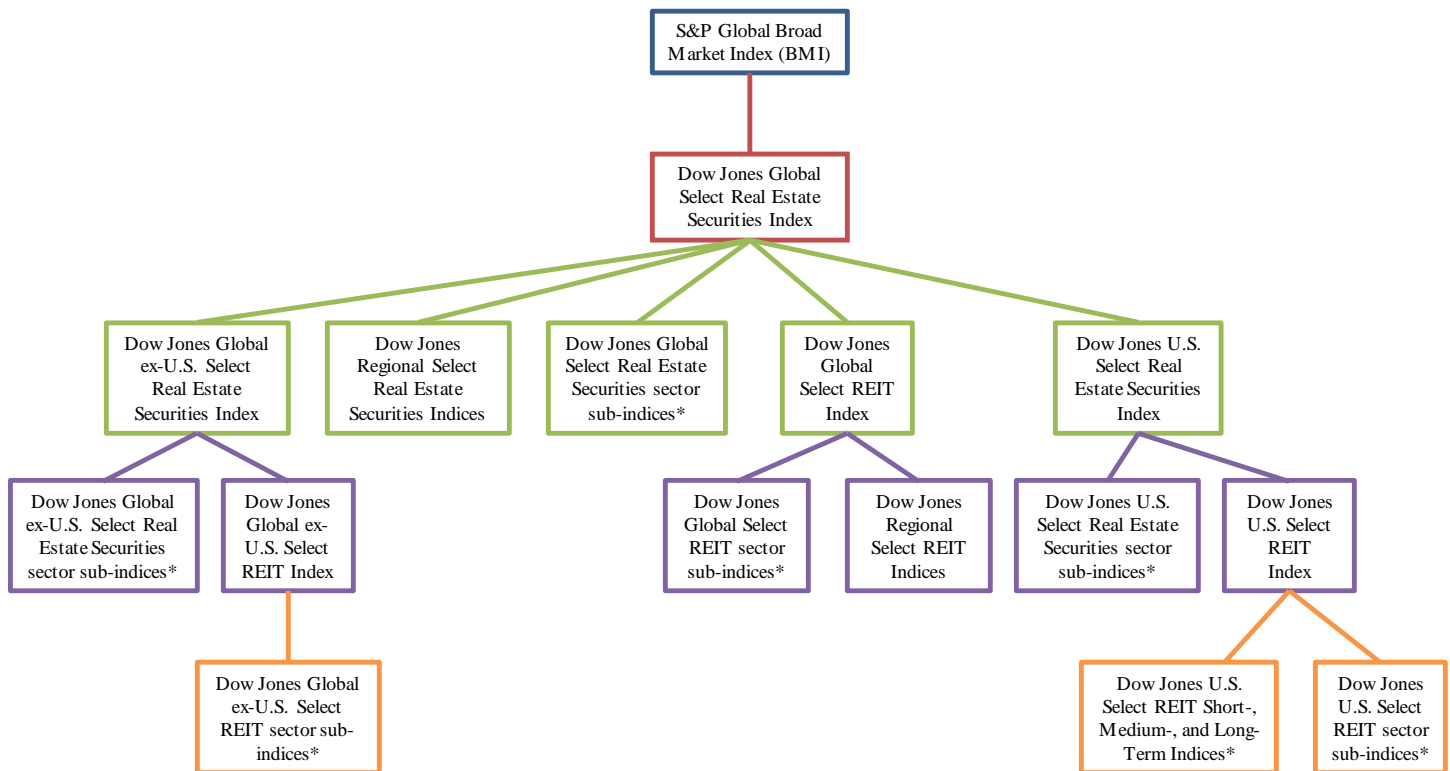 S&P Global Broad
Market Index (BMI)
Dow Jones Global
Select Real Estate
Securities Index
Dow Jones Global
ex-U.S. Select
Real Estate
Securities Index
Dow Jones
Regional Select
Real Estate
Securities Indices
Dow Jones Global
Select Real Estate
Securities sector
sub-indices*
Dow Jones
Global
Select REIT
Index
Dow Jones U.S.
Select Real
Estate Securities
Index
Dow Jones Global
ex-U.S. Select Real
Estate Securities
sector sub-indices*
Dow Jones
Global ex-
U.S. Select
REIT Index
Dow Jones
Global Select
REIT sector
sub-indices*
Dow Jones
Regional
Select REIT
Indices
Dow Jones U.S.
Select Real Estate
Securities sector
sub-indices*
Dow Jones
U.S. Select
REIT
Index
Dow Jones Global
ex-U.S. Select
REIT sector sub-
indices*
Dow Jones U.S.
Select REIT Short-,
Medium-, and Long-
Term Indices*
Dow Jones
U.S. Select
REIT sector
sub-indices*